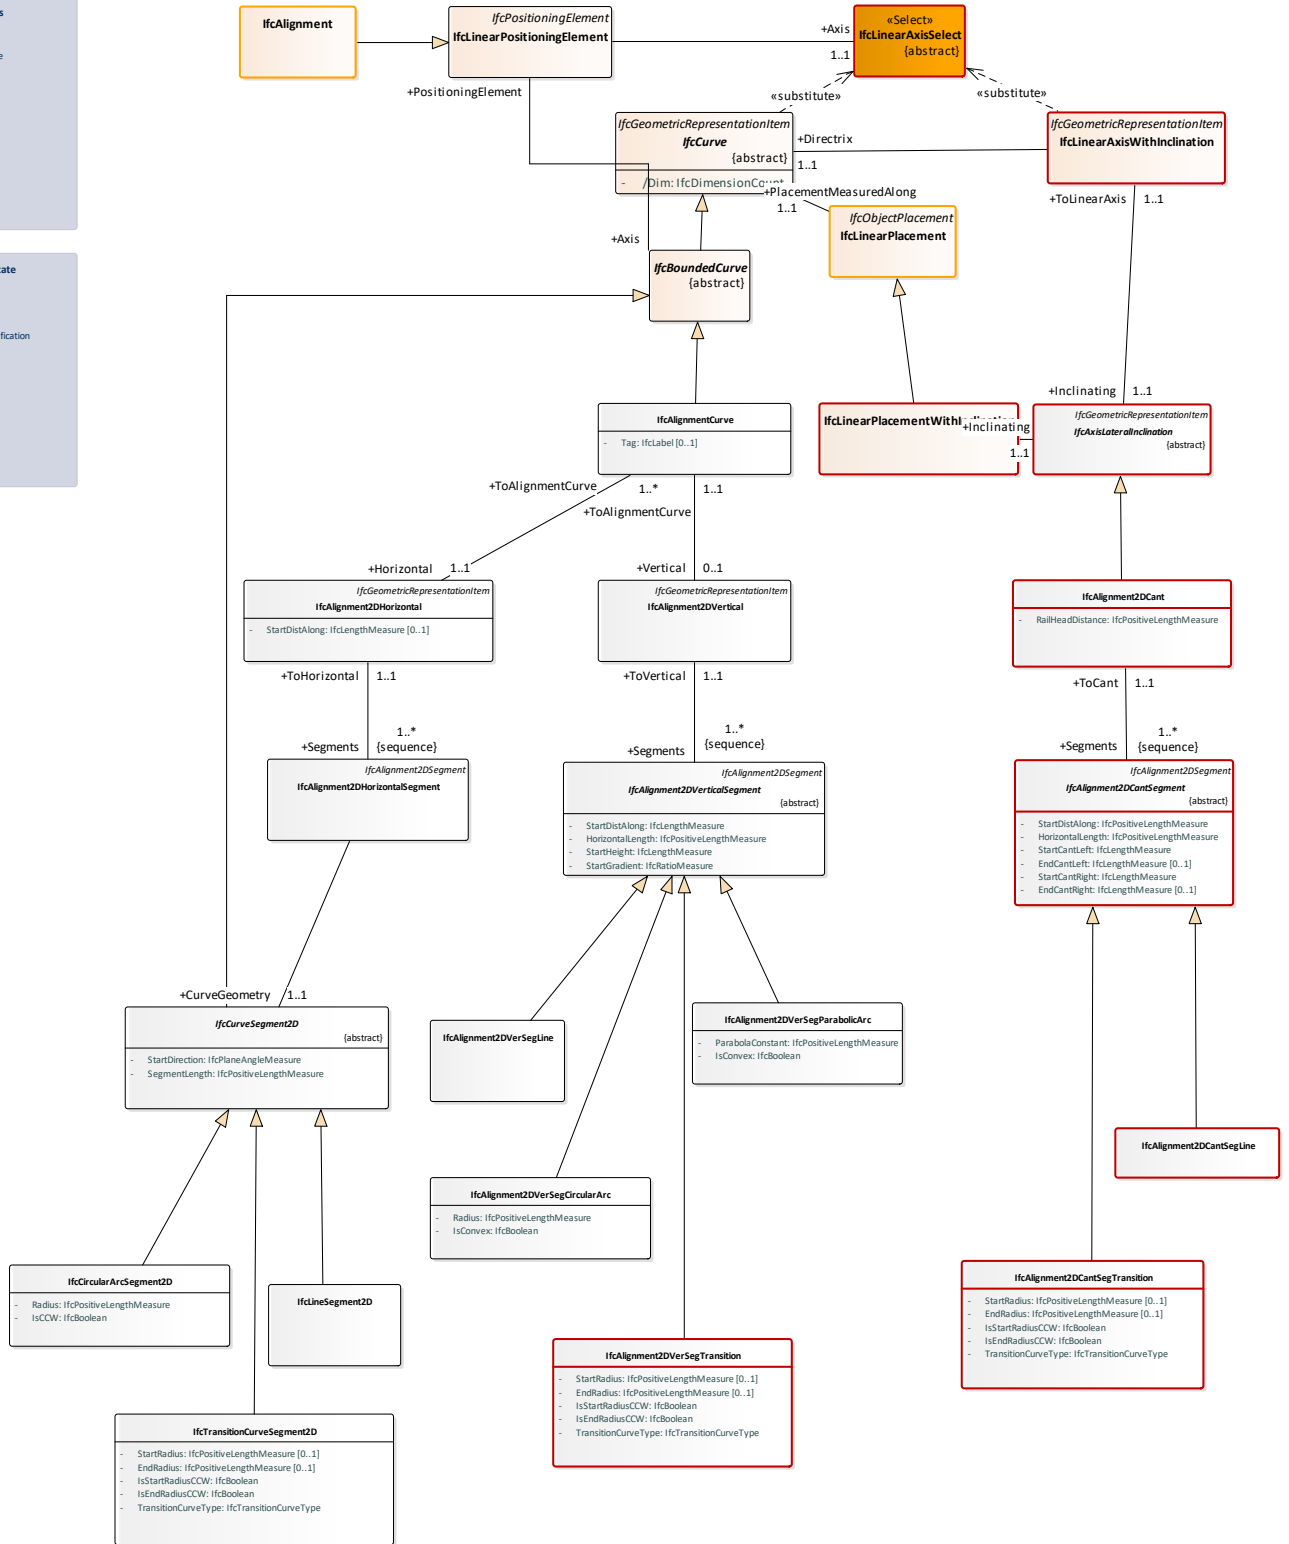 s
e
ate
fication
IfcAlignment
IfcPositioningElement
IfcLinearPositioningElement
+Axis
1..1
«Select»
IfcLinearAxisSelect
{abstract}
+PositioningElement
«substitute»
«substitute»
IfcGeometricRepresentationItem
IfcCurve
{abstract}
- /Dim: IfcDimensionCount
+Directrix
1..1
IfcGeometricRepresentationItem
IfcLinearAxisWithInclination
+PlacementMeasuredAlong
1..1
+ToLinearAxis 1..1
IfcObjectPlacement
IfcLinearPlacement
+Axis
IfcBoundedCurve
{abstract}
+Inclinating 1..1
IfcAlignmentCurve
- Tag: IfcLabel [0..1]
IfcLinearPlacementWithInclination
+Inclinating
1..1
IfcGeometricRepresentationItem
IfcAxisLateralInclination
{abstract}
+ToAlignmentCurve 1..*
1..1
+ToAlignmentCurve
+Horizontal 1..1
+Vertical 0..1
IfcGeometricRepresentationItem
IfcAlignment2DHorizontal
- StartDistAlong: IfcLengthMeasure [0..1]
IfcGeometricRepresentationItem
IfcAlignment2DVertical
IfcAlignment2DCant
- RailHeadDistance: IfcPositiveLengthMeasure
+ToHorizontal 1..1
+ToVertical 1..1
+ToCant 1..1
1..*
+Segments {sequence}
1..*
+Segments {sequence}
1..*
+Segments {sequence}
IfcAlignment2DSegment
IfcAlignment2DHorizontalSegment
IfcAlignment2DSegment
IfcAlignment2DVerticalSegment
{abstract}
- StartDistAlong: IfcLengthMeasure
- HorizontalLength: IfcPositiveLengthMeasure
- StartHeight: IfcLengthMeasure
- StartGradient: IfcRatioMeasure
IfcAlignment2DSegment
IfcAlignment2DCantSegment
{abstract}
- StartDistAlong: IfcPositiveLengthMeasure
- HorizontalLength: IfcPositiveLengthMeasure
- StartCantLeft: IfcLengthMeasure
- EndCantLeft: IfcLengthMeasure [0..1]
- StartCantRight: IfcLengthMeasure
- EndCantRight: IfcLengthMeasure [0..1]
+CurveGeometry 1..1
IfcCurveSegment2D
{abstract}
- StartDirection: IfcPlaneAngleMeasure
- SegmentLength: IfcPositiveLengthMeasure
IfcAlignment2DVerSegLine
IfcAlignment2DVerSegParabolicArc
- ParabolaConstant: IfcPositiveLengthMeasure
- IsConvex: IfcBoolean
IfcAlignment2DCantSegLine
IfcAlignment2DVerSegCircularArc
- Radius: IfcPositiveLengthMeasure
- IsConvex: IfcBoolean
IfcCircularArcSegment2D
- Radius: IfcPositiveLengthMeasure
- IsCCW: IfcBoolean
IfcLineSegment2D
IfcAlignment2DCantSegTransition
- StartRadius: IfcPositiveLengthMeasure [0..1]
- EndRadius: IfcPositiveLengthMeasure [0..1]
- IsStartRadiusCCW: IfcBoolean
- IsEndRadiusCCW: IfcBoolean
- TransitionCurveType: IfcTransitionCurveType
IfcAlignment2DVerSegTransition
- StartRadius: IfcPositiveLengthMeasure [0..1]
- EndRadius: IfcPositiveLengthMeasure [0..1]
- IsStartRadiusCCW: IfcBoolean
- IsEndRadiusCCW: IfcBoolean
- TransitionCurveType: IfcTransitionCurveType
IfcTransitionCurveSegment2D
- StartRadius: IfcPositiveLengthMeasure [0..1]
- EndRadius: IfcPositiveLengthMeasure [0..1]
- IsStartRadiusCCW: IfcBoolean
- IsEndRadiusCCW: IfcBoolean
- TransitionCurveType: IfcTransitionCurveType